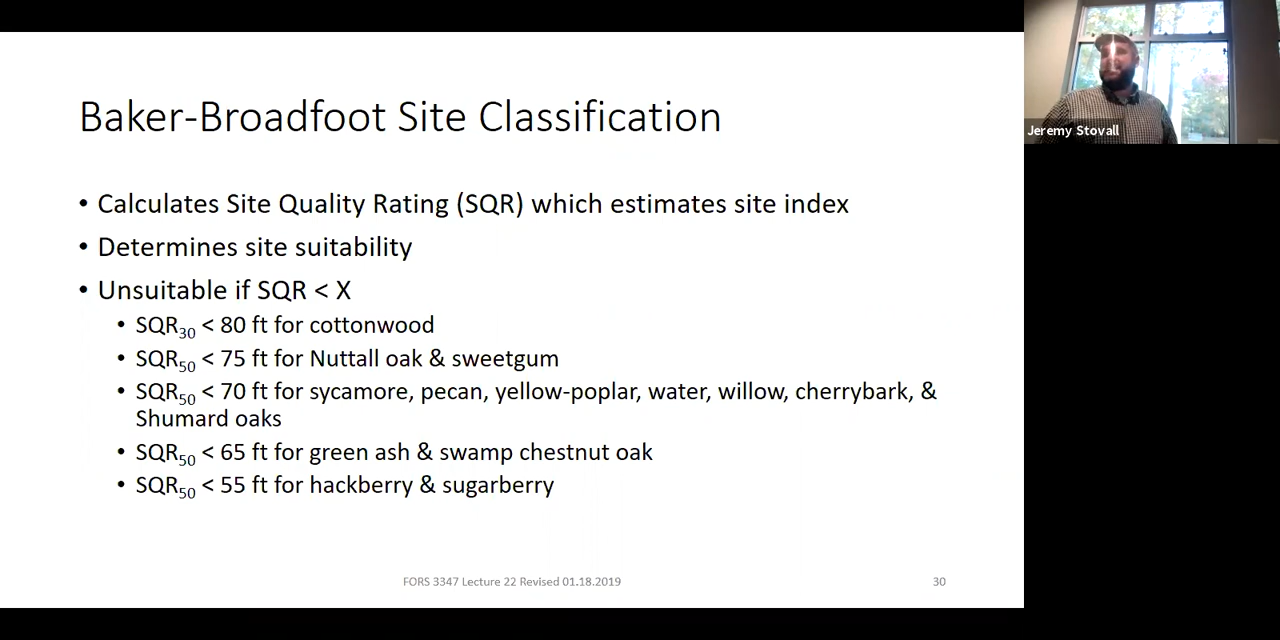 Baker-Broadfoot Site Classification
• Calculates Site Quality Rating (SQR) which estimates site index
• Determines site suitability
• Unsuitable if SQR < X
• SQR30 < 80 ft for cottonwood
• SQR50 < 75 ft for Nuttall oak & sweetgum
• SQR50 < 70 ft for sycamore, pecan, yellow-poplar, water, willow, cherrybark, &
Shumard oaks
• SQR50 < 65 ft for green ash & swamp chestnut oak
• SQR50 < 55 ft for hackberry & sugarberry
FORS 3347 Lecture 22 Revised 01.18.2019
30
Jeremy Stovall